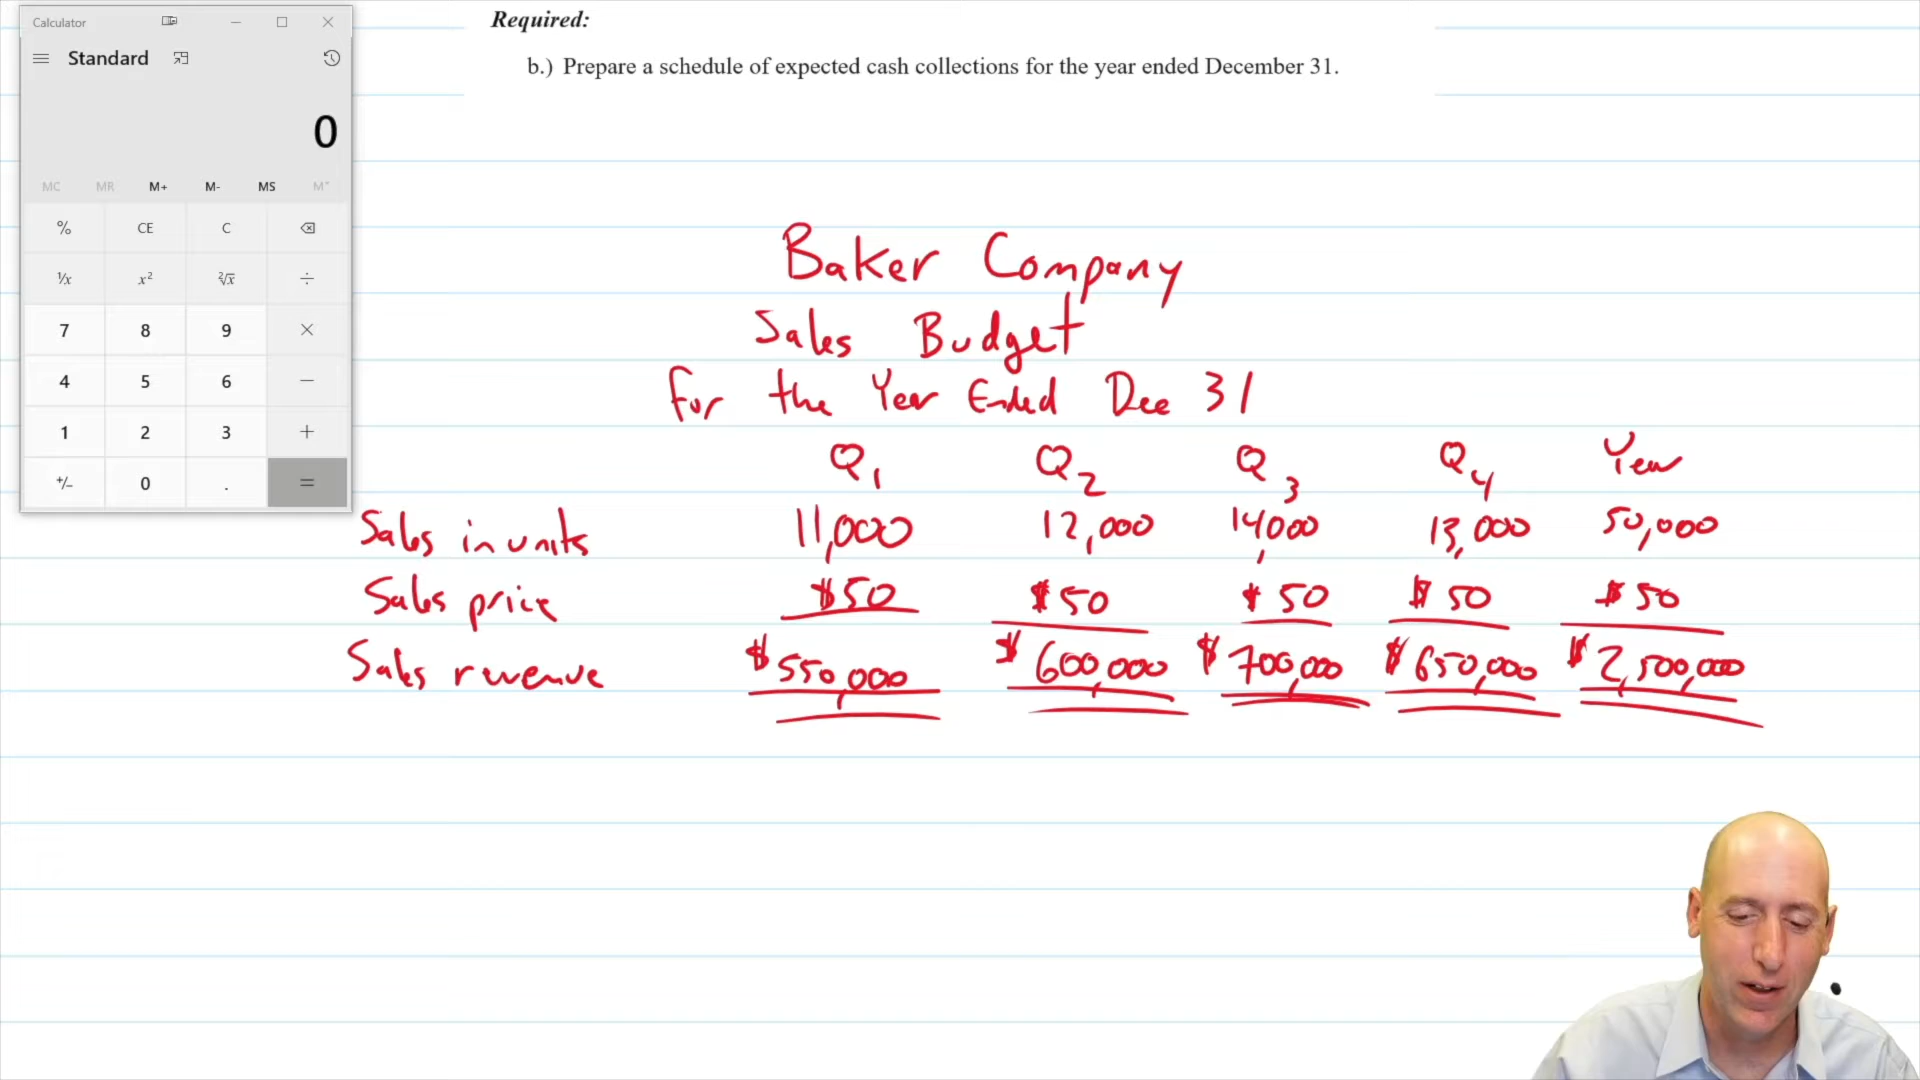 Calculator
Required:
b.) Prepare a schedule of expected cash collections for the year ended December 31.
Standard
0
MC MR M+ M- MS M˅
% CE C
¹/x x² ²√x ÷
7 8 9 ×
4 5 6 −
1 2 3 +
+/− 0 . =
Baker Company
Sales Budget
For the Year Ended Dec 31
Q1 Q2 Q3 Q4 Year
Sales in units 11,000 12,000 14,000 13,000 50,000
Sales price $50 $50 $50 $50 $50
Sales revenue $550,000 $600,000 $700,000 $650,000 $2,500,000